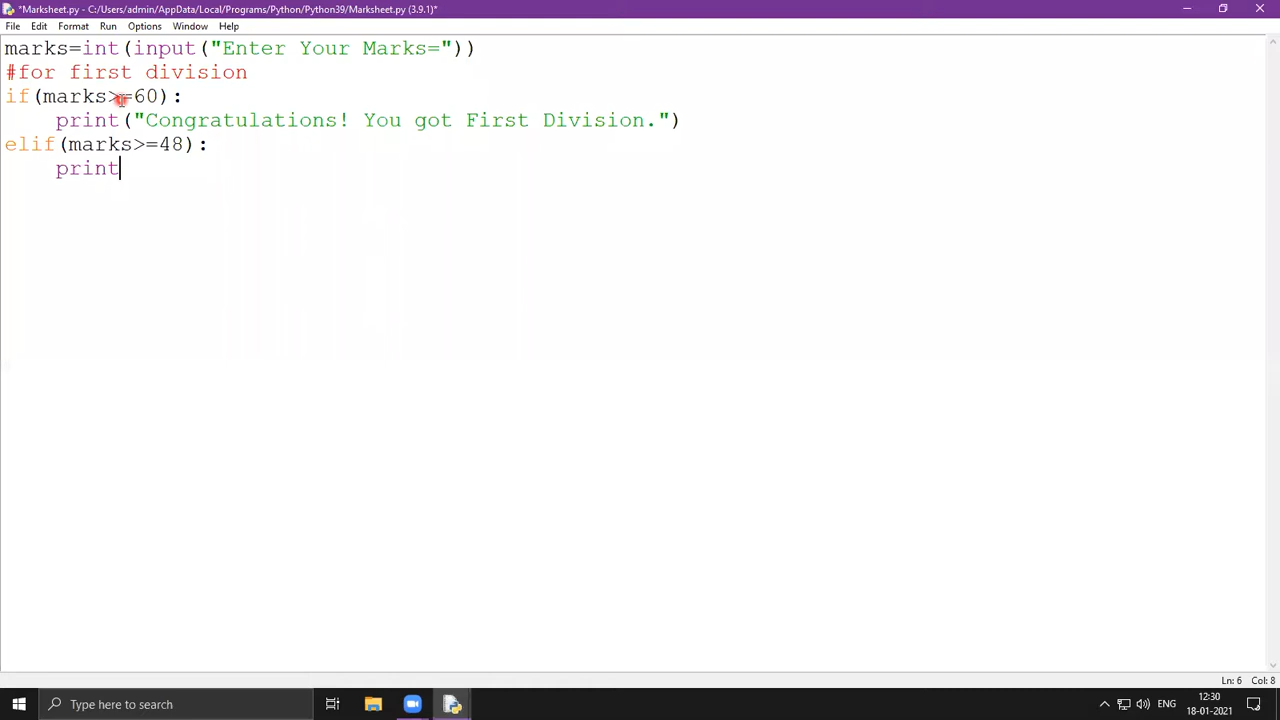 *Marksheet.py - C:/Users/admin/AppData/Local/Programs/Python/Python39/Marksheet.py (3.9.1)*
File Edit Format Run Options Window Help
marks=int(input("Enter Your Marks="))
#for first division
if(marks>=60):
    print("Congratulations! You got First Division.")
elif(marks>=48):
    print
Ln: 6 Col: 8
Type here to search
ENG
12:30
18-01-2021